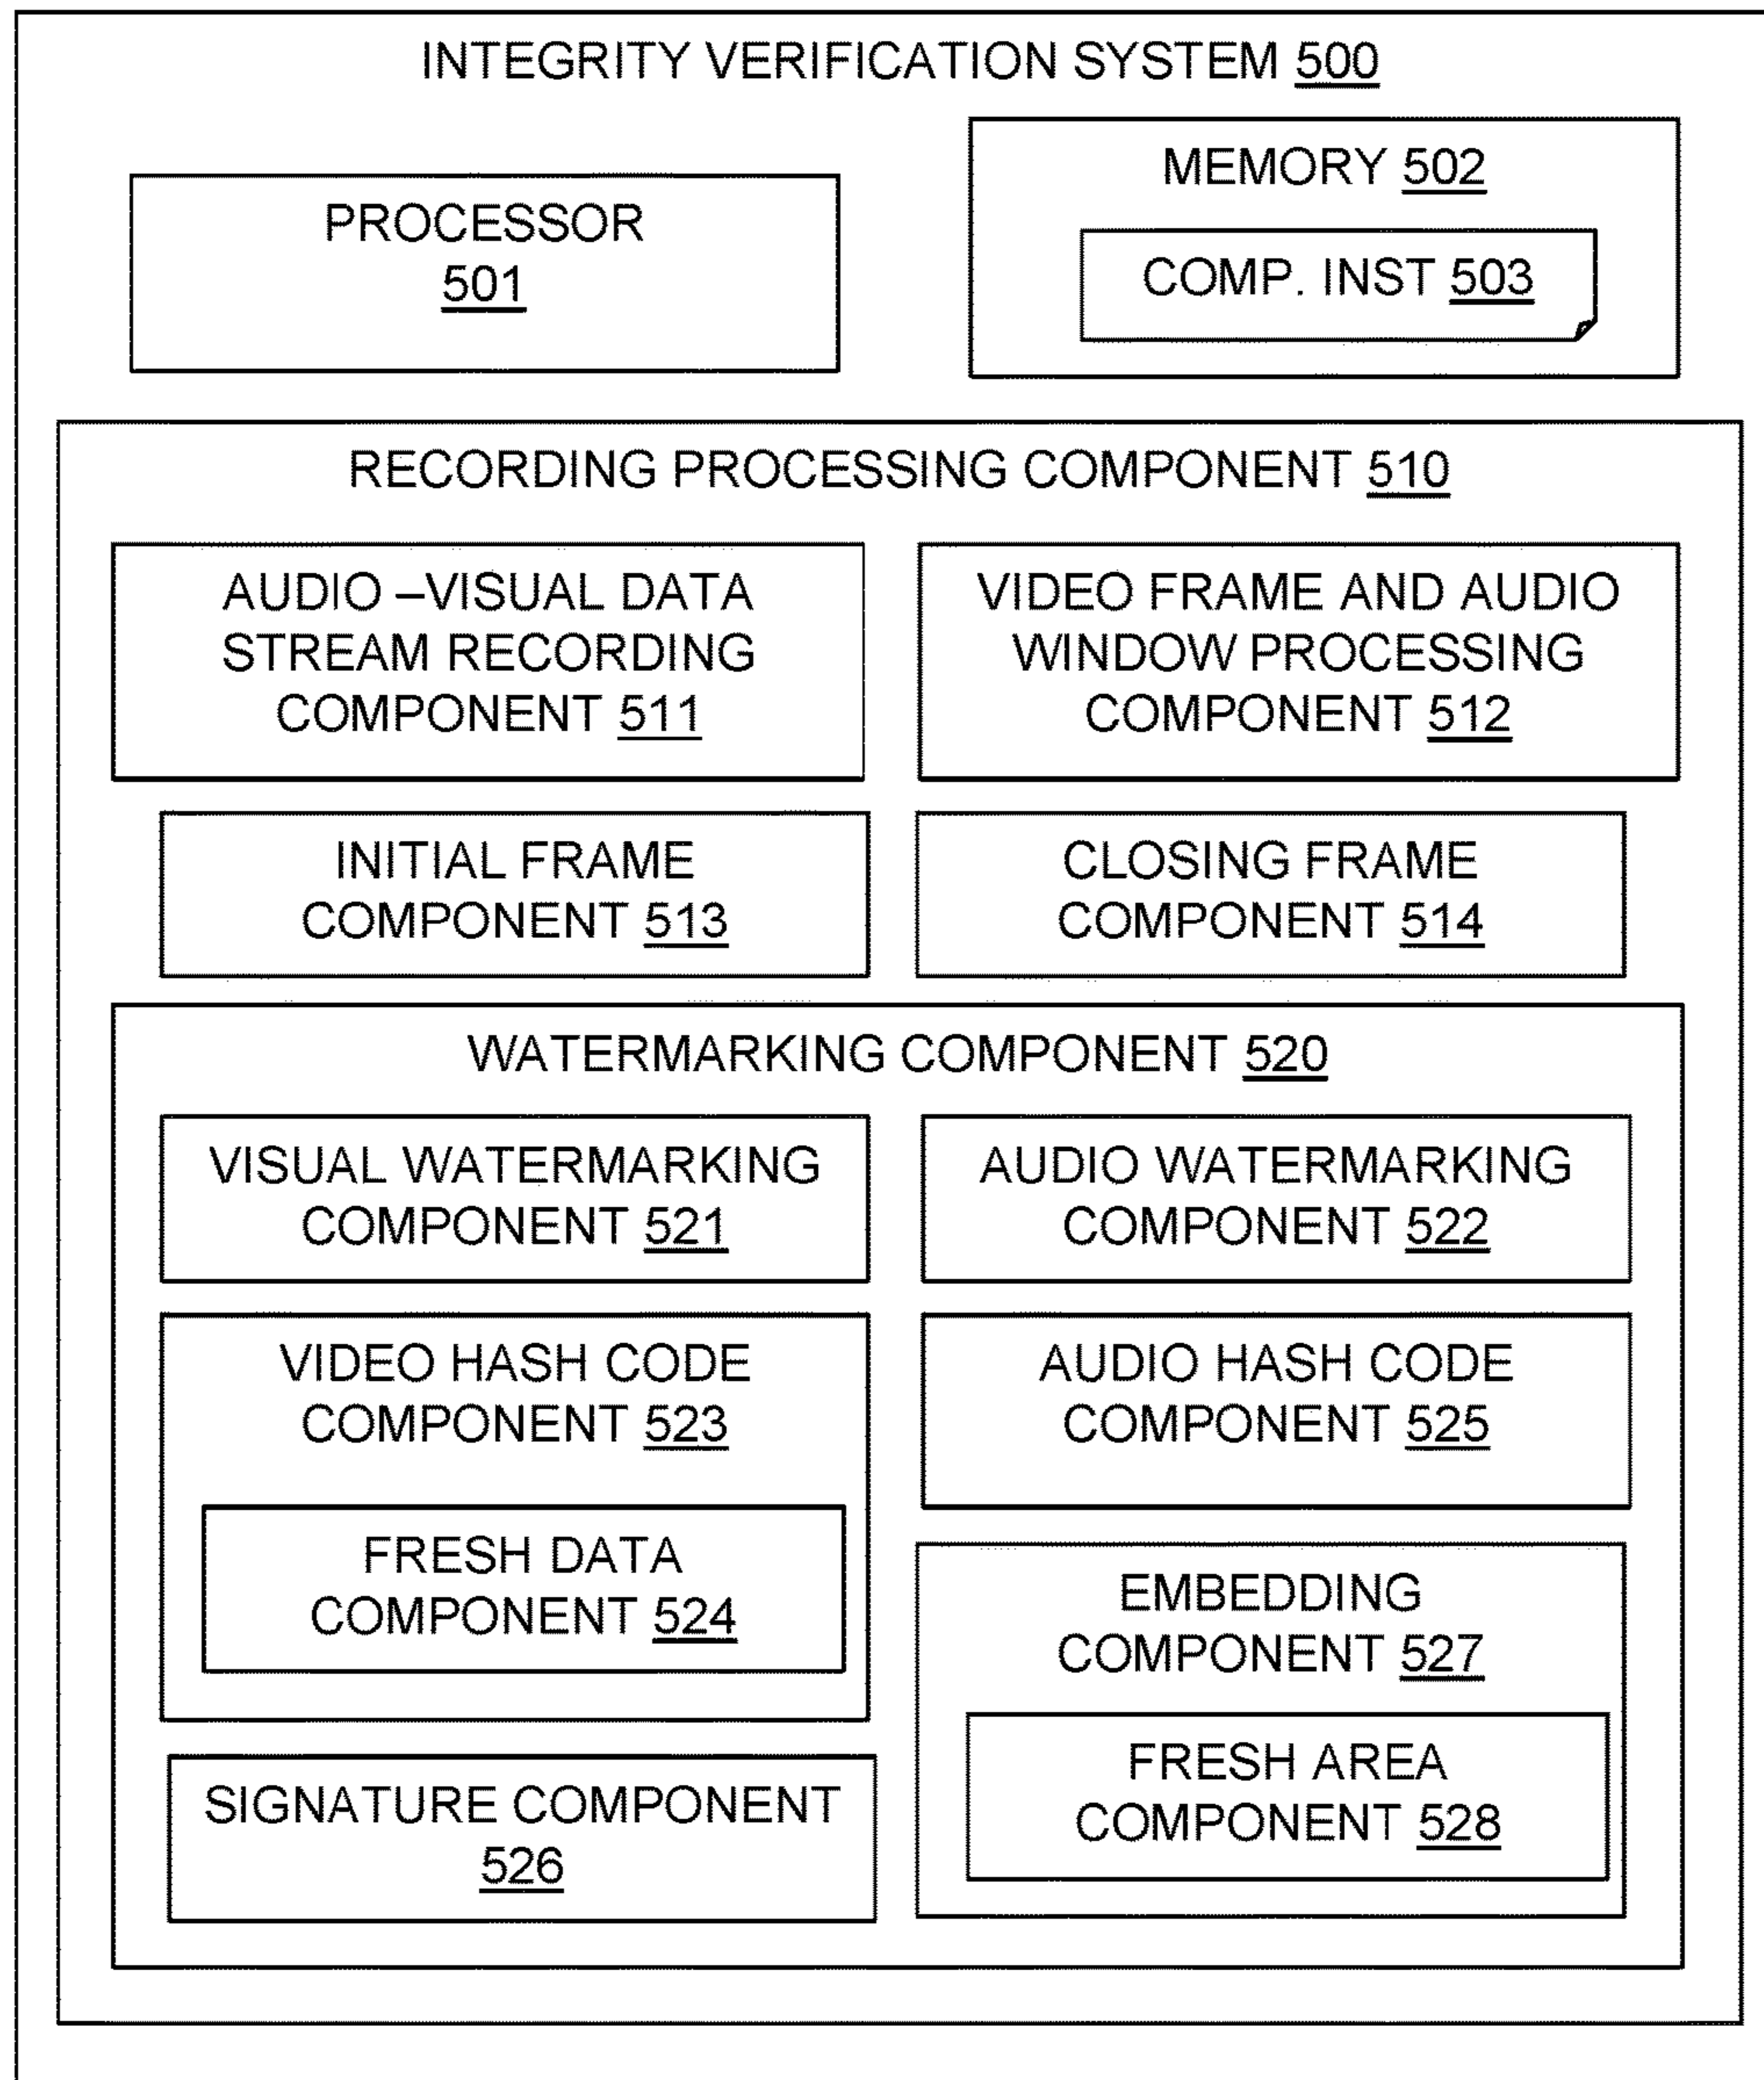 INTEGRITY VERIFICATION SYSTEM 500
PROCESSOR
501
MEMORY 502
COMP. INST 503
RECORDING PROCESSING COMPONENT 510
AUDIO –VISUAL DATA
STREAM RECORDING
COMPONENT 511
VIDEO FRAME AND AUDIO
WINDOW PROCESSING
COMPONENT 512
INITIAL FRAME
COMPONENT 513
CLOSING FRAME
COMPONENT 514
WATERMARKING COMPONENT 520
VISUAL WATERMARKING
COMPONENT 521
AUDIO WATERMARKING
COMPONENT 522
VIDEO HASH CODE
COMPONENT 523
FRESH DATA
COMPONENT 524
AUDIO HASH CODE
COMPONENT 525
SIGNATURE COMPONENT
526
EMBEDDING
COMPONENT 527
FRESH AREA
COMPONENT 528